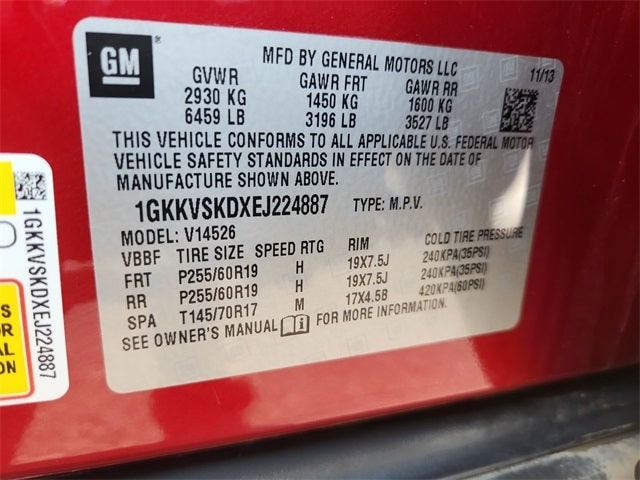 GM
MFD BY GENERAL MOTORS LLC
11/13
GVWR GAWR FRT GAWR RR
2930 KG 1450 KG 1600 KG
6459 LB 3196 LB 3527 LB
THIS VEHICLE CONFORMS TO ALL APPLICABLE U.S. FEDERAL MOTOR
VEHICLE SAFETY STANDARDS IN EFFECT ON THE DATE OF
MANUFACTURE SHOWN ABOVE.
1GKKVSKDXEJ224887 TYPE: M.P.V.
MODEL: V14526
VBBF TIRE SIZE SPEED RTG RIM COLD TIRE PRESSURE
FRT P255/60R19 H 19X7.5J 240KPA(35PSI)
RR P255/60R19 H 19X7.5J 240KPA(35PSI)
SPA T145/70R17 M 17X4.5B 420KPA(60PSI)
SEE OWNER'S MANUAL i FOR MORE INFORMATION.
1GKKVSKDXEJ224887